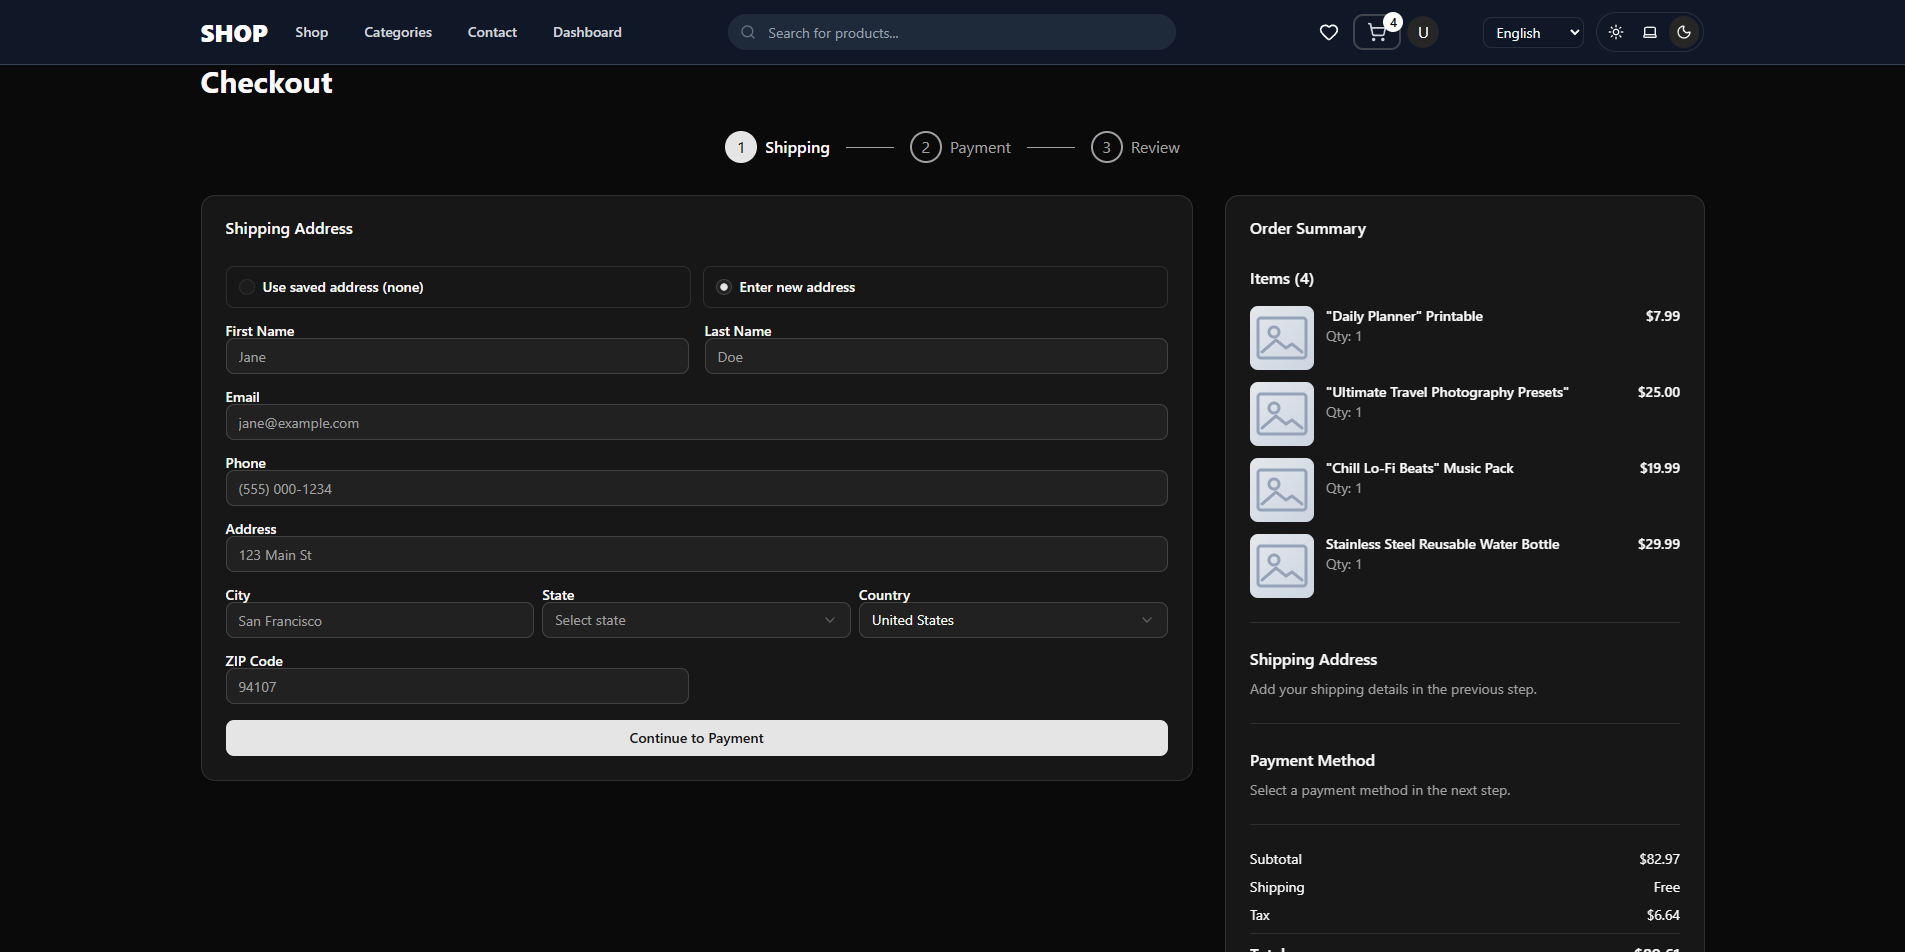 SHOP Shop Categories Contact Dashboard Search for products... 4 U English
Checkout
1 Shipping 2 Payment 3 Review
Shipping Address
Use saved address (none) Enter new address
First Name Last Name
Jane Doe
Email
jane@example.com
Phone
(555) 000-1234
Address
123 Main St
City State Country
San Francisco Select state United States
ZIP Code
94107
Continue to Payment
Order Summary
Items (4)
"Daily Planner" Printable $7.99
Qty: 1
"Ultimate Travel Photography Presets" $25.00
Qty: 1
"Chill Lo-Fi Beats" Music Pack $19.99
Qty: 1
Stainless Steel Reusable Water Bottle $29.99
Qty: 1
Shipping Address
Add your shipping details in the previous step.
Payment Method
Select a payment method in the next step.
Subtotal $82.97
Shipping Free
Tax $6.64